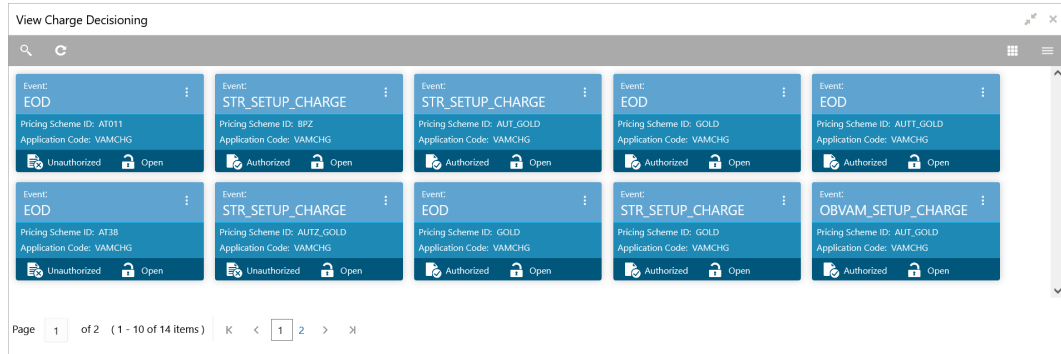 View Charge Decisioning
Event: Event: Event: Event: Event:
EOD STR_SETUP_CHARGE STR_SETUP_CHARGE EOD EOD
Pricing Scheme ID: AT011 Pricing Scheme ID: BPZ Pricing Scheme ID: AUT_GOLD Pricing Scheme ID: GOLD Pricing Scheme ID: AUTT_GOLD
Application Code: VAMCHG Application Code: VAMCHG Application Code: VAMCHG Application Code: VAMCHG Application Code: VAMCHG
Unauthorized Open Authorized Open Authorized Open Authorized Open Authorized Open
Event: Event: Event: Event: Event:
EOD STR_SETUP_CHARGE EOD STR_SETUP_CHARGE OBVAM_SETUP_CHARGE
Pricing Scheme ID: AT38 Pricing Scheme ID: AUTZ_GOLD Pricing Scheme ID: GOLD Pricing Scheme ID: GOLD Pricing Scheme ID: AUT_GOLD
Application Code: VAMCHG Application Code: VAMCHG Application Code: VAMCHG Application Code: VAMCHG Application Code: VAMCHG
Unauthorized Open Unauthorized Open Authorized Open Authorized Open Authorized Open
Page 1 of 2 ( 1 - 10 of 14 items ) 1 2